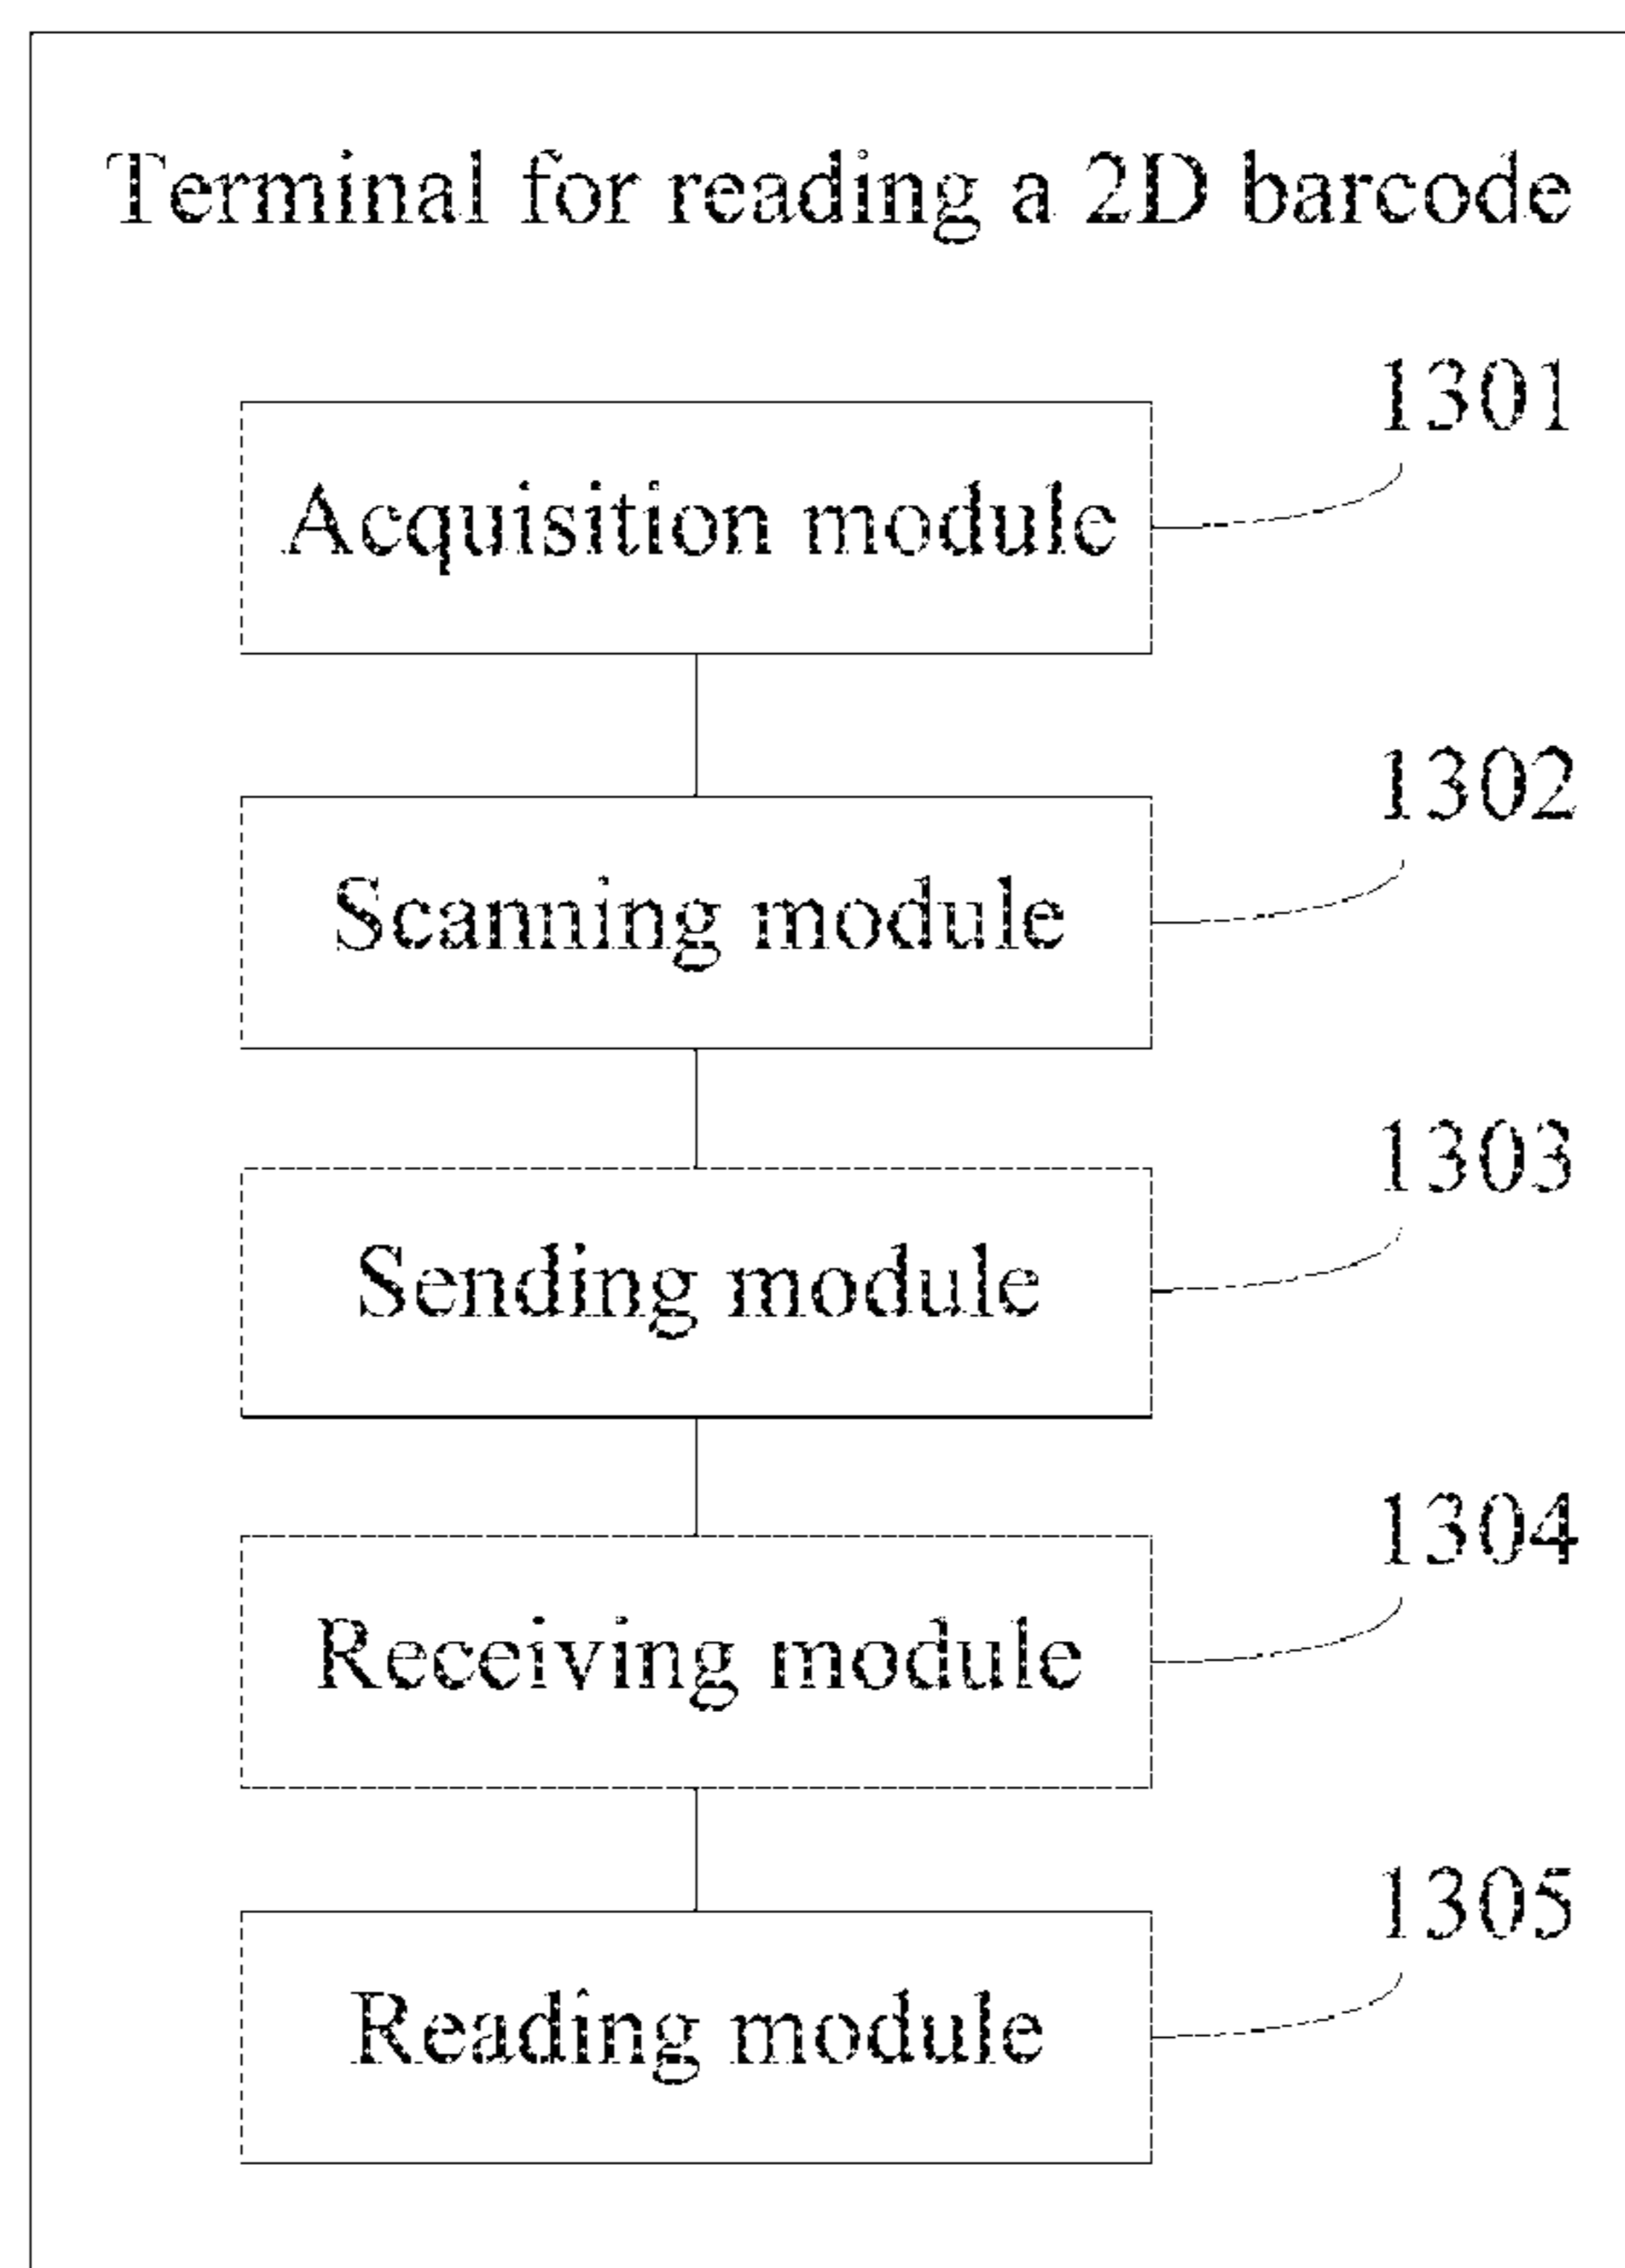 Terminal for reading a 2D barcode
1301
Acquisition module
1302
Scanning module
1303
Sending module
1304
Receiving module
1305
Reading module